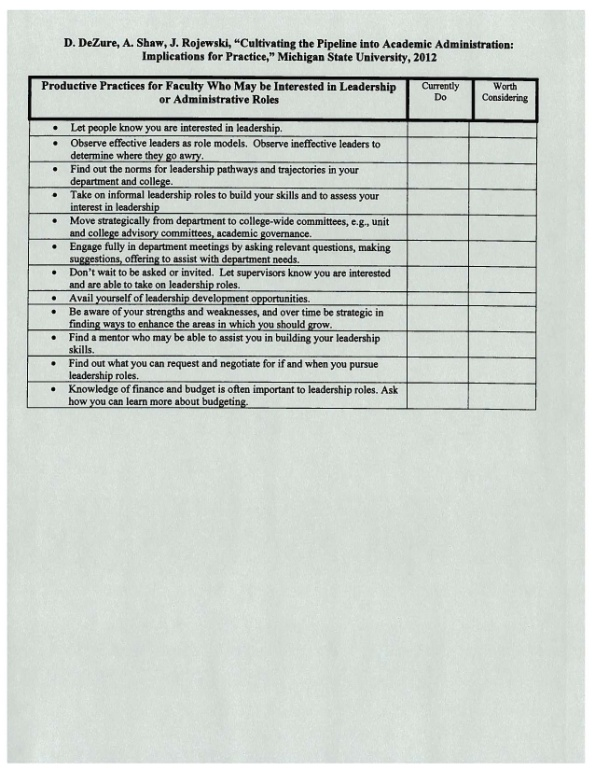 D. DeZure, A. Shaw, J. Rojewski, “Cultivating the Pipeline into Academic Administration:
Implications for Practice,” Michigan State University, 2012
Productive Practices for Faculty Who May be Interested in Leadership
or Administrative Roles
Currently
Do
Worth
Considering
• Let people know you are interested in leadership.
• Observe effective leaders as role models. Observe ineffective leaders to
determine where they go awry.
• Find out the norms for leadership pathways and trajectories in your
department and college.
• Take on informal leadership roles to build your skills and to assess your
interest in leadership
• Move strategically from department to college-wide committees, e.g., unit
and college advisory committees, academic governance.
• Engage fully in department meetings by asking relevant questions, making
suggestions, offering to assist with department needs.
• Don’t wait to be asked or invited. Let supervisors know you are interested
and are able to take on leadership roles.
• Avail yourself of leadership development opportunities.
• Be aware of your strengths and weaknesses, and over time be strategic in
finding ways to enhance the areas in which you should grow.
• Find a mentor who may be able to assist you in building your leadership
skills.
• Find out what you can request and negotiate for if and when you pursue
leadership roles.
• Knowledge of finance and budget is often important to leadership roles. Ask
how you can learn more about budgeting.